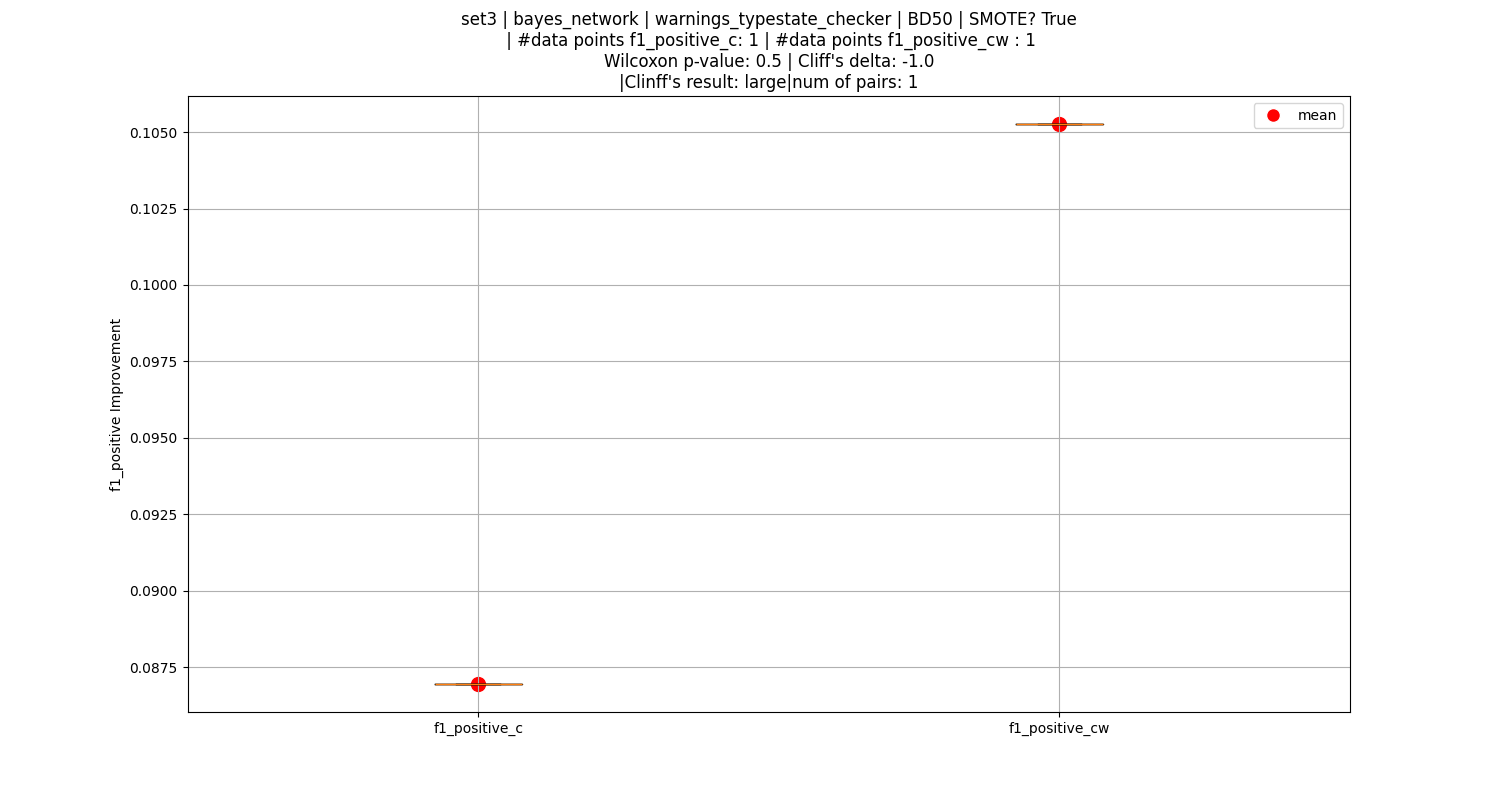 set3 | bayes_network | warnings_typestate_checker | BD50 | SMOTE? True
| #data points f1_positive_c: 1 | #data points f1_positive_cw : 1
Wilcoxon p-value: 0.5 | Cliff's delta: -1.0
|Clinff's result: large|num of pairs: 1
mean
0.1050
0.1025
0.1000
0.0975
0.0950
0.0925
0.0900
0.0875
f1_positive Improvement
f1_positive_c
f1_positive_cw